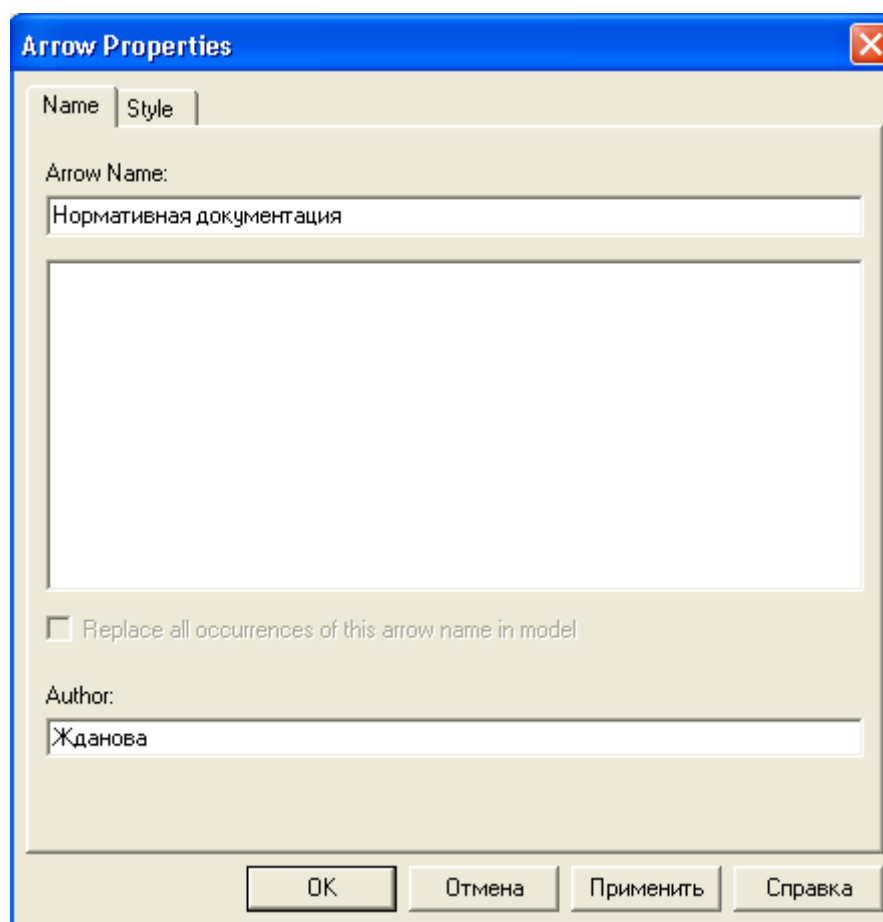 Arrow Properties
Name Style
Arrow Name:
Нормативная документация
Replace all occurrences of this arrow name in model
Author:
Жданова
OK Отмена Применить Справка